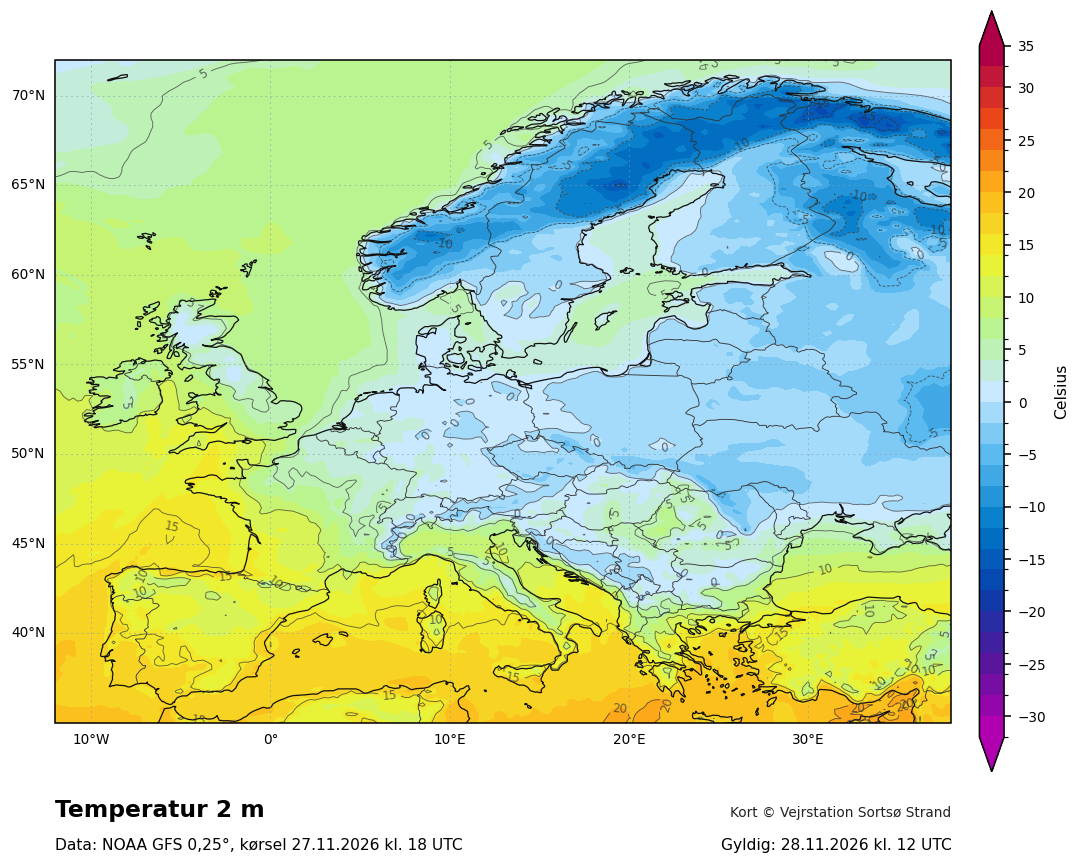 70°N
65°N
60°N
55°N
50°N
45°N
40°N
10°W
0°
10°E
20°E
30°E
35
30
25
20
15
10
5
0
−5
−10
−15
−20
−25
−30
Celsius
Temperatur 2 m
Kort © Vejrstation Sortsø Strand
Data: NOAA GFS 0,25°, kørsel 27.11.2026 kl. 18 UTC
Gyldig: 28.11.2026 kl. 12 UTC